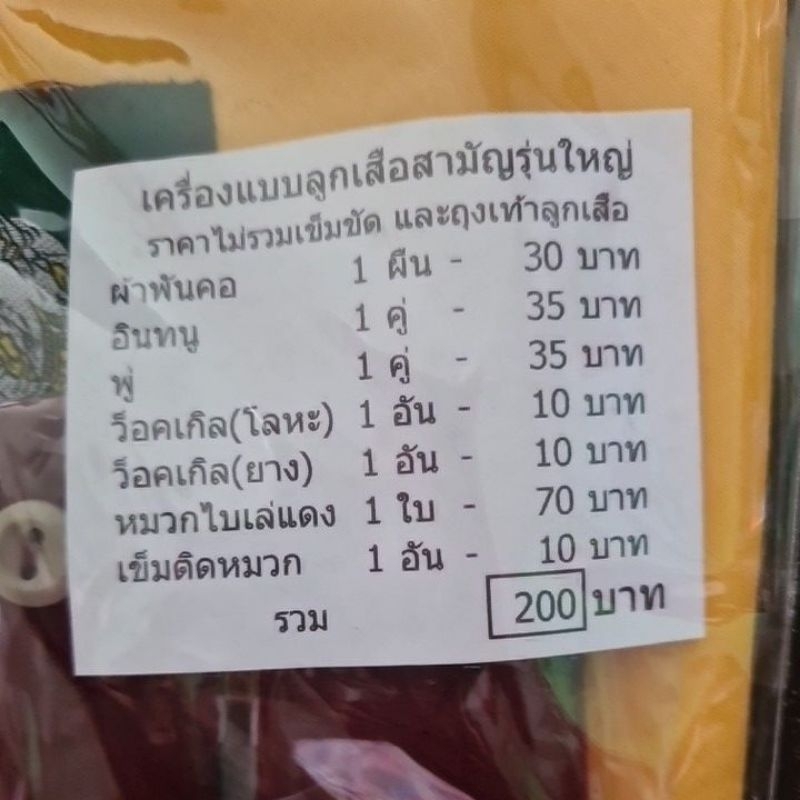 เครื่องแบบลูกเสือสามัญรุ่นใหญ่
ราคาไม่รวมเข็มขัด และถุงเท้าลูกเสือ
ผ้าพันคอ 1 ผืน - 30 บาท
อินทนู 1 คู่ - 35 บาท
พู่ 1 คู่ - 35 บาท
ว็อคเกิล(โลหะ) 1 อัน - 10 บาท
ว็อคเกิล(ยาง) 1 อัน - 10 บาท
หมวกไบเล่แดง 1 ใบ - 70 บาท
เข็มติดหมวก 1 อัน - 10 บาท
รวม 200 บาท